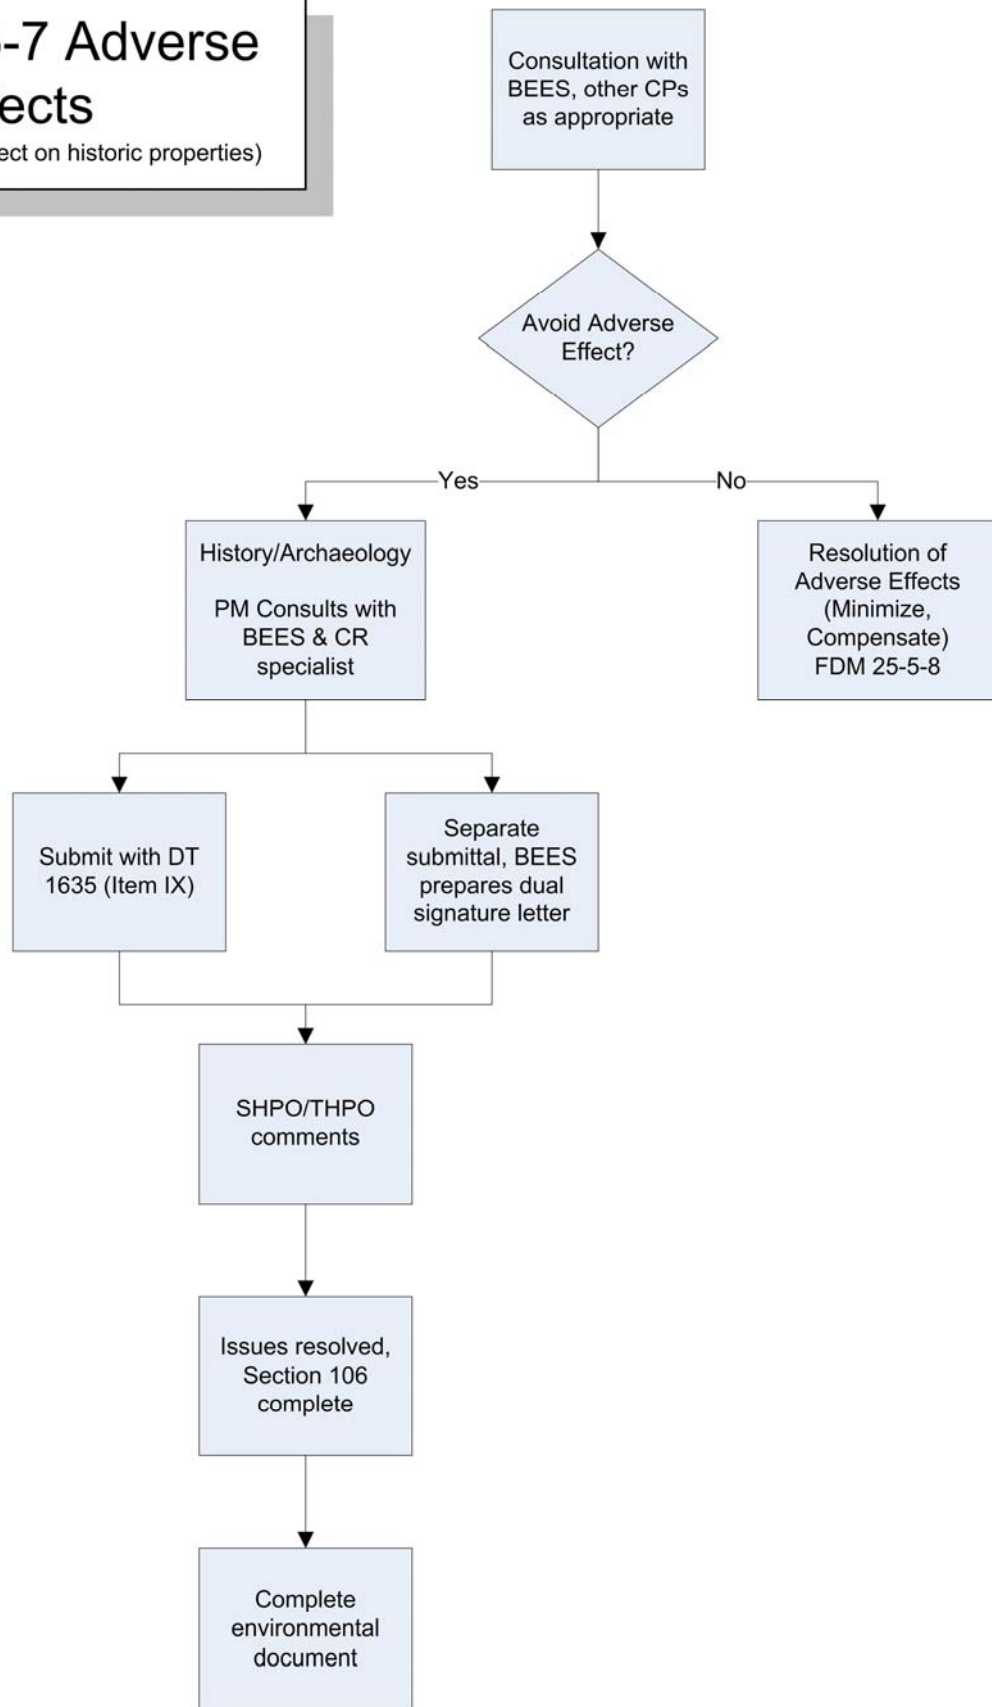 -7 Adverse
ects
ect on historic properties)
Consultation with
BEES, other CPs
as appropriate
Avoid Adverse
Effect?
Yes
No
History/Archaeology
PM Consults with
BEES & CR
specialist
Resolution of
Adverse Effects
(Minimize,
Compensate)
FDM 25-5-8
Submit with DT
1635 (Item IX)
Separate
submittal, BEES
prepares dual
signature letter
SHPO/THPO
comments
Issues resolved,
Section 106
complete
Complete
environmental
document